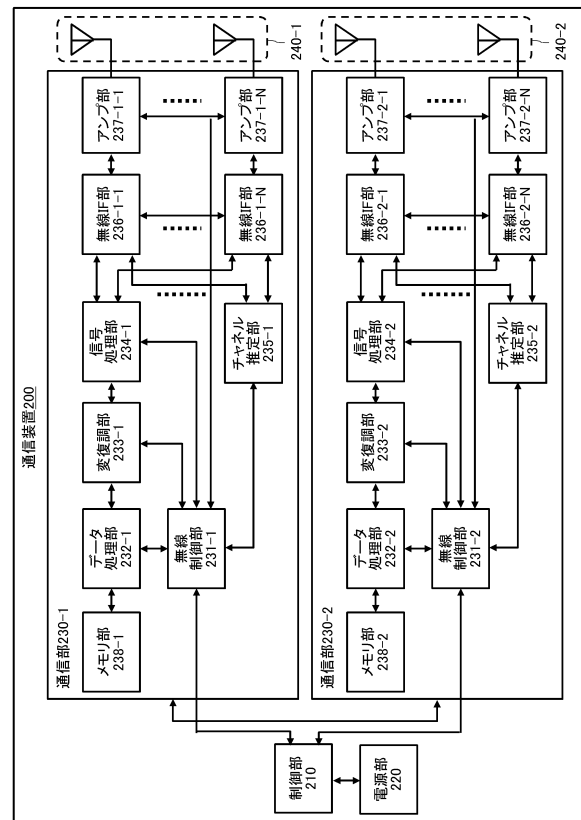 通信装置200
通信部230-1
メモリ部
238-1
データ
処理部
232-1
変復調部
233-1
信号
処理部
234-1
無線IF部
236-1-1
アンプ部
237-1-1
無線
制御部
231-1
チャネル
推定部
235-1
無線IF部
236-1-N
アンプ部
237-1-N
240-1
通信部230-2
メモリ部
238-2
データ
処理部
232-2
変復調部
233-2
信号
処理部
234-2
無線IF部
236-2-1
アンプ部
237-2-1
無線
制御部
231-2
チャネル
推定部
235-2
無線IF部
236-2-N
アンプ部
237-2-N
240-2
制御部
210
電源部
220